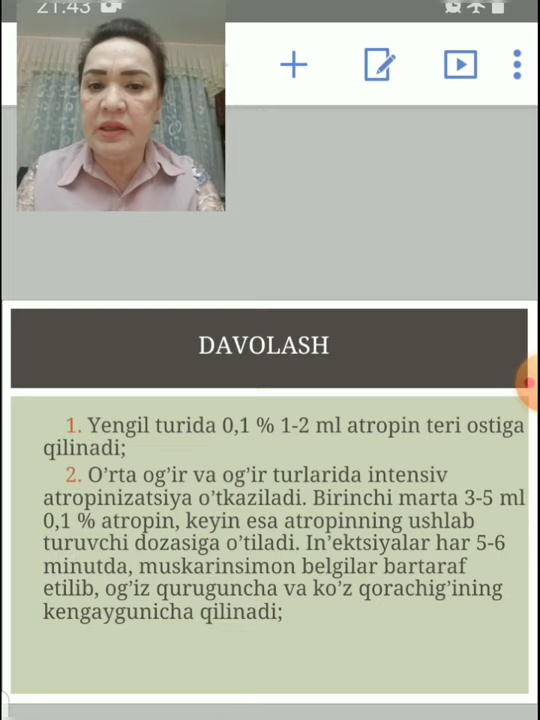 21:43
DAVOLASH
1. Yengil turida 0,1 % 1-2 ml atropin teri ostiga
qilinadi;
2. O’rta og’ir va og’ir turlarida intensiv
atropinizatsiya o’tkaziladi. Birinchi marta 3-5 ml
0,1 % atropin, keyin esa atropinning ushlab
turuvchi dozasiga o’tiladi. In’ektsiyalar har 5-6
minutda, muskarinsimon belgilar bartaraf
etilib, og’iz quruguncha va ko’z qorachig’ining
kengaygunicha qilinadi;